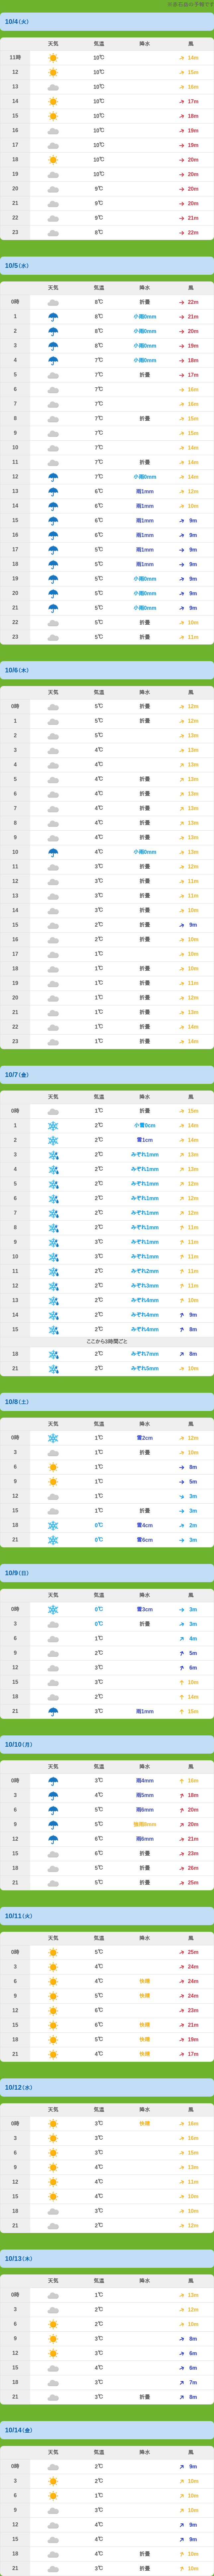 10/4(火)
天気 気温 降水 風
11時 10℃ 14m
12 10℃ 15m
13 10℃ 16m
14 10℃ 17m
15 10℃ 18m
16 10℃ 19m
17 10℃ 19m
18 10℃ 20m
19 10℃ 20m
20 9℃ 20m
21 9℃ 20m
22 9℃ 21m
23 8℃ 22m
10/5(水)
天気 気温 降水 風
0時 8℃ 折畳 22m
1 8℃ 小雨0mm 21m
2 8℃ 小雨0mm 20m
3 8℃ 小雨0mm 19m
4 7℃ 小雨0mm 18m
5 7℃ 折畳 17m
6 7℃ 16m
7 7℃ 16m
8 7℃ 折畳 15m
9 7℃ 15m
10 7℃ 14m
11 7℃ 折畳 14m
12 7℃ 小雨0mm 14m
13 6℃ 雨1mm 12m
14 6℃ 雨1mm 10m
15 6℃ 雨1mm 9m
16 6℃ 雨1mm 9m
17 5℃ 雨1mm 9m
18 5℃ 雨1mm 9m
19 5℃ 小雨0mm 9m
20 5℃ 小雨0mm 9m
21 5℃ 小雨0mm 9m
22 5℃ 折畳 10m
23 5℃ 折畳 11m
10/6(木)
天気 気温 降水 風
0時 5℃ 折畳 12m
1 5℃ 折畳 12m
2 5℃ 13m
3 4℃ 13m
4 4℃ 13m
5 4℃ 折畳 13m
6 4℃ 折畳 13m
7 4℃ 折畳 13m
8 4℃ 折畳 13m
9 4℃ 折畳 13m
10 4℃ 小雨0mm 13m
11 3℃ 折畳 12m
12 3℃ 折畳 11m
13 3℃ 折畳 11m
14 3℃ 折畳 10m
15 2℃ 折畳 9m
16 2℃ 折畳 10m
17 1℃ 10m
18 1℃ 折畳 10m
19 1℃ 折畳 11m
20 1℃ 折畳 12m
21 1℃ 折畳 13m
22 1℃ 折畳 14m
23 1℃ 折畳 14m
10/7(金)
天気 気温 降水 風
0時 1℃ 折畳 15m
1 2℃ 小雪0cm 14m
2 2℃ 雪1cm 14m
3 2℃ みぞれ1mm 13m
4 2℃ みぞれ1mm 13m
5 2℃ みぞれ1mm 12m
6 2℃ みぞれ1mm 12m
7 2℃ みぞれ1mm 12m
8 2℃ みぞれ1mm 11m
9 3℃ みぞれ1mm 11m
10 3℃ みぞれ1mm 11m
11 2℃ みぞれ2mm 11m
12 2℃ みぞれ3mm 11m
13 2℃ みぞれ4mm 10m
14 2℃ みぞれ4mm 9m
15 2℃ みぞれ4mm 8m
ここから3時間ごと
18 2℃ みぞれ7mm 8m
21 2℃ みぞれ5mm 10m
10/8(土)
天気 気温 降水 風
0時 1℃ 雪2cm 12m
3 1℃ 折畳 10m
6 1℃ 8m
9 1℃ 5m
12 1℃ 3m
15 1℃ 折畳 3m
18 0℃ 雪4cm 2m
21 0℃ 雪6cm 3m
10/9(日)
天気 気温 降水 風
0時 0℃ 雪3cm 3m
3 0℃ 折畳 3m
6 1℃ 4m
9 2℃ 5m
12 3℃ 6m
15 3℃ 10m
18 2℃ 14m
21 3℃ 雨1mm 15m
10/10(月)
天気 気温 降水 風
0時 3℃ 雨4mm 16m
3 4℃ 雨5mm 18m
6 5℃ 雨6mm 20m
9 5℃ 強雨8mm 20m
12 6℃ 雨6mm 21m
15 6℃ 折畳 23m
18 5℃ 折畳 26m
21 5℃ 折畳 25m
10/11(火)
天気 気温 降水 風
0時 5℃ 25m
3 4℃ 24m
6 4℃ 快晴 24m
9 5℃ 快晴 24m
12 6℃ 23m
15 6℃ 快晴 21m
18 5℃ 快晴 19m
21 4℃ 快晴 17m
10/12(水)
天気 気温 降水 風
0時 3℃ 快晴 16m
3 3℃ 16m
6 3℃ 15m
9 4℃ 13m
12 4℃ 11m
15 4℃ 10m
18 3℃ 10m
21 2℃ 12m
10/13(木)
天気 気温 降水 風
0時 1℃ 13m
3 2℃ 12m
6 2℃ 10m
9 3℃ 8m
12 3℃ 6m
15 4℃ 6m
18 3℃ 7m
21 3℃ 折畳 8m
10/14(金)
天気 気温 降水 風
0時 2℃ 9m
3 2℃ 10m
6 1℃ 10m
9 3℃ 10m
12 4℃ 9m
15 4℃ 9m
18 4℃ 折畳 10m
21 3℃ 折畳 10m